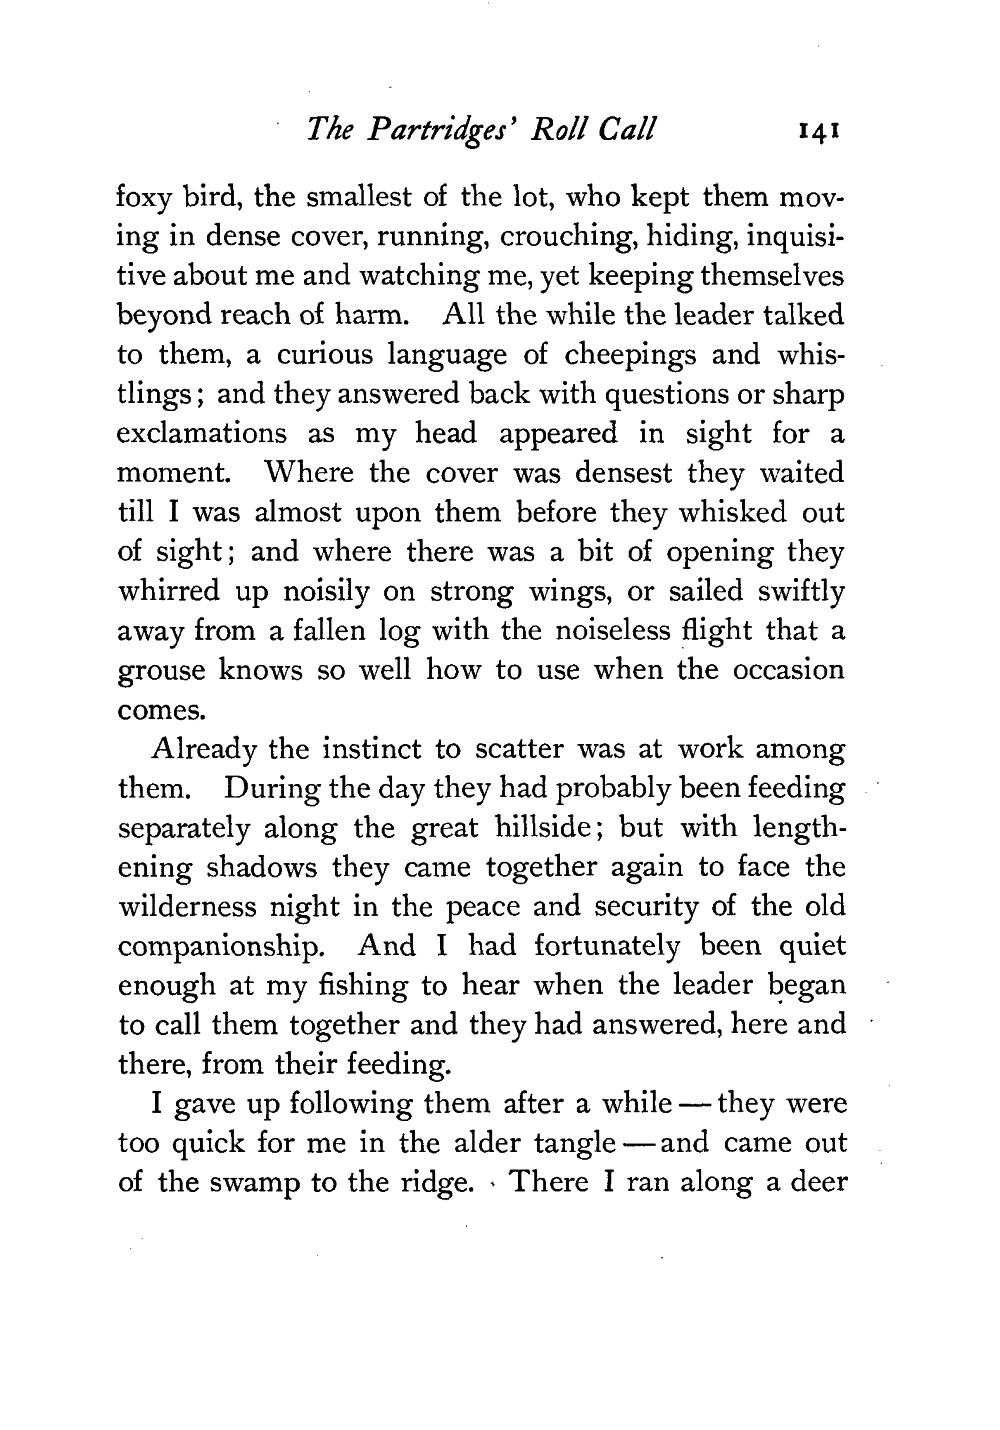 The Partridges' Roll Call 141
foxy bird, the smallest of the lot, who kept them mov-
ing in dense cover, running, crouching, hiding, inquisi-
tive about me and watching me, yet keeping themselves
beyond reach of harm. All the while the leader talked
to them, a curious language of cheepings and whis-
tlings; and they answered back with questions or sharp
exclamations as my head appeared in sight for a
moment. Where the cover was densest they waited
till I was almost upon them before they whisked out
of sight; and where there was a bit of opening they
whirred up noisily on strong wings, or sailed swiftly
away from a fallen log with the noiseless flight that a
grouse knows so well how to use when the occasion
comes.
Already the instinct to scatter was at work among
them. During the day they had probably been feeding
separately along the great hillside; but with length-
ening shadows they came together again to face the
wilderness night in the peace and security of the old
companionship. And I had fortunately been quiet
enough at my fishing to hear when the leader began
to call them together and they had answered, here and
there, from their feeding.
I gave up following them after a while — they were
too quick for me in the alder tangle — and came out
of the swamp to the ridge. There I ran along a deer